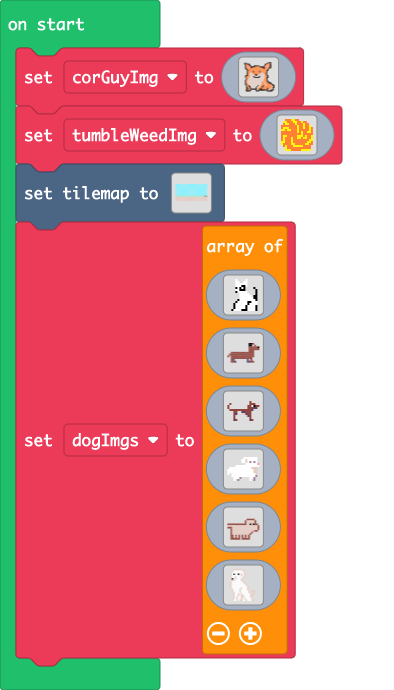 on start
set corGuyImg to
set tumbleWeedImg to
set tilemap to
array of
set dogImgs to